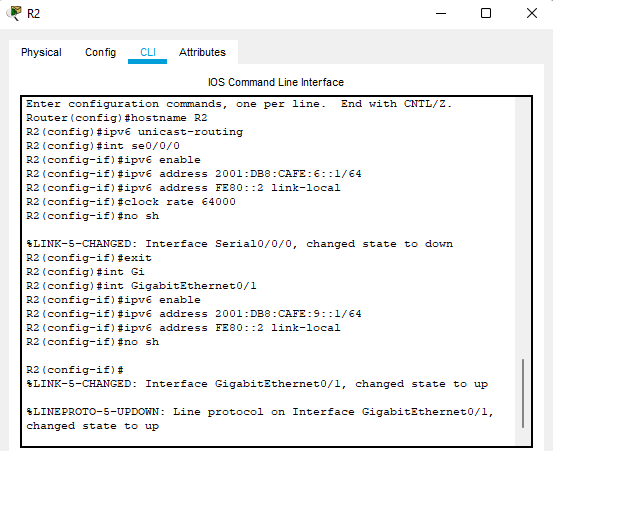 R2
Physical Config CLI Attributes
IOS Command Line Interface
Enter configuration commands, one per line.  End with CNTL/Z.
Router(config)#hostname R2
R2(config)#ipv6 unicast-routing
R2(config)#int se0/0/0
R2(config-if)#ipv6 enable
R2(config-if)#ipv6 address 2001:DB8:CAFE:6::1/64
R2(config-if)#ipv6 address FE80::2 link-local
R2(config-if)#clock rate 64000
R2(config-if)#no sh
%LINK-5-CHANGED: Interface Serial0/0/0, changed state to down
R2(config-if)#exit
R2(config)#int Gi
R2(config)#int GigabitEthernet0/1
R2(config-if)#ipv6 enable
R2(config-if)#ipv6 address 2001:DB8:CAFE:9::1/64
R2(config-if)#ipv6 address FE80::2 link-local
R2(config-if)#no sh
R2(config-if)#
%LINK-5-CHANGED: Interface GigabitEthernet0/1, changed state to up
%LINEPROTO-5-UPDOWN: Line protocol on Interface GigabitEthernet0/1,
changed state to up